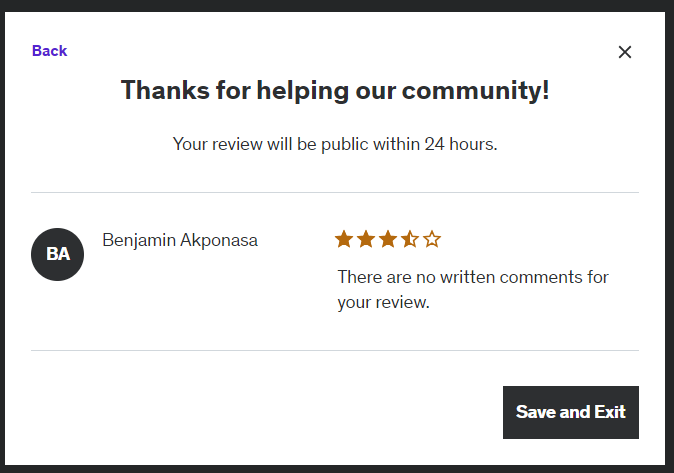 Back
Thanks for helping our community!
Your review will be public within 24 hours.
BA
Benjamin Akponasa
There are no written comments for
your review.
Save and Exit